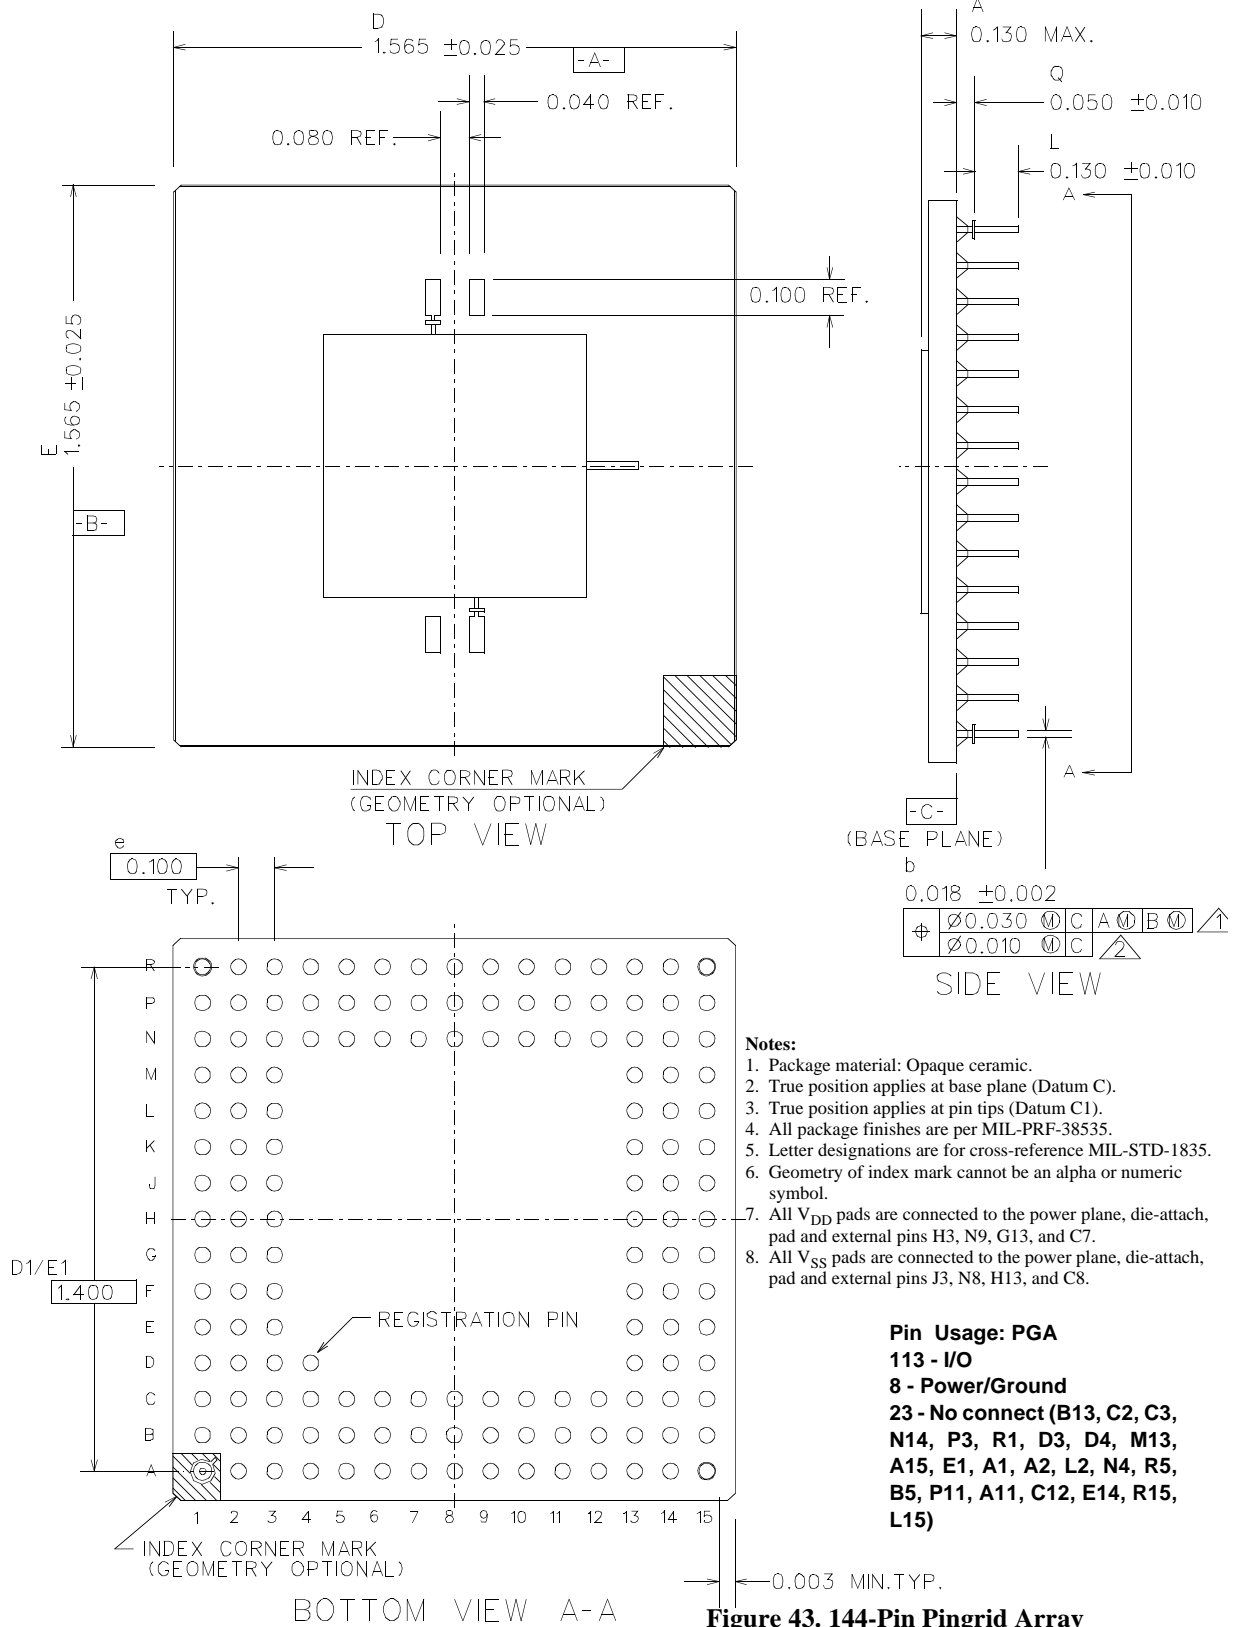 D
1.565 ±0.025
-A-
0.040 REF.
0.080 REF.
0.100 REF.
E
1.565 ±0.025
-B-
INDEX CORNER MARK
(GEOMETRY OPTIONAL)
TOP VIEW
A
0.130 MAX.
Q
0.050 ±0.010
L
0.130 ±0.010
A
A
-C-
(BASE PLANE)
b
0.018 ±0.002
⌖ Ø0.030 Ⓜ C A Ⓜ B Ⓜ 1
Ø0.010 Ⓜ C 2
SIDE VIEW
e
0.100
TYP.
R
P
N
M
L
K
J
H
G
F
E
D
C
B
A
D1/E1
1.400
REGISTRATION PIN
1 2 3 4 5 6 7 8 9 10 11 12 13 14 15
INDEX CORNER MARK
(GEOMETRY OPTIONAL)
0.003 MIN.TYP.
BOTTOM VIEW A-A
Notes:
1. Package material: Opaque ceramic.
2. True position applies at base plane (Datum C).
3. True position applies at pin tips (Datum C1).
4. All package finishes are per MIL-PRF-38535.
5. Letter designations are for cross-reference MIL-STD-1835.
6. Geometry of index mark cannot be an alpha or numeric
symbol.
7. All VDD pads are connected to the power plane, die-attach,
pad and external pins H3, N9, G13, and C7.
8. All VSS pads are connected to the power plane, die-attach,
pad and external pins J3, N8, H13, and C8.
Pin Usage: PGA
113 - I/O
8 - Power/Ground
23 - No connect (B13, C2, C3,
N14, P3, R1, D3, D4, M13,
A15, E1, A1, A2, L2, N4, R5,
B5, P11, A11, C12, E14, R15,
L15)
Figure 43. 144-Pin Pingrid Array